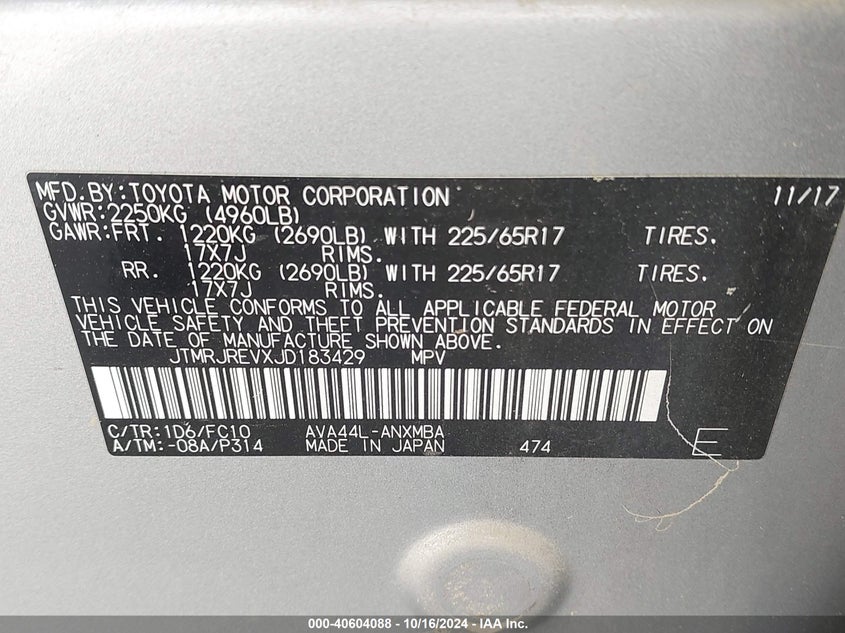 MFD.BY:TOYOTA MOTOR CORPORATION 11/17
GVWR:2250KG (4960LB)
GAWR:FRT. 1220KG (2690LB) WITH 225/65R17 TIRES.
17X7J RIMS.
RR. 1220KG (2690LB) WITH 225/65R17 TIRES.
17X7J RIMS.
THIS VEHICLE CONFORMS TO ALL APPLICABLE FEDERAL MOTOR
VEHICLE SAFETY AND THEFT PREVENTION STANDARDS IN EFFECT ON
THE DATE OF MANUFACTURE SHOWN ABOVE.
JTMRJREVXJD183429 MPV
C/TR:1D6/FC10 AVA44L-ANXMBA
A/TM:-08A/P314 MADE IN JAPAN 474 E
000-40604088 - 10/16/2024 - IAA Inc.